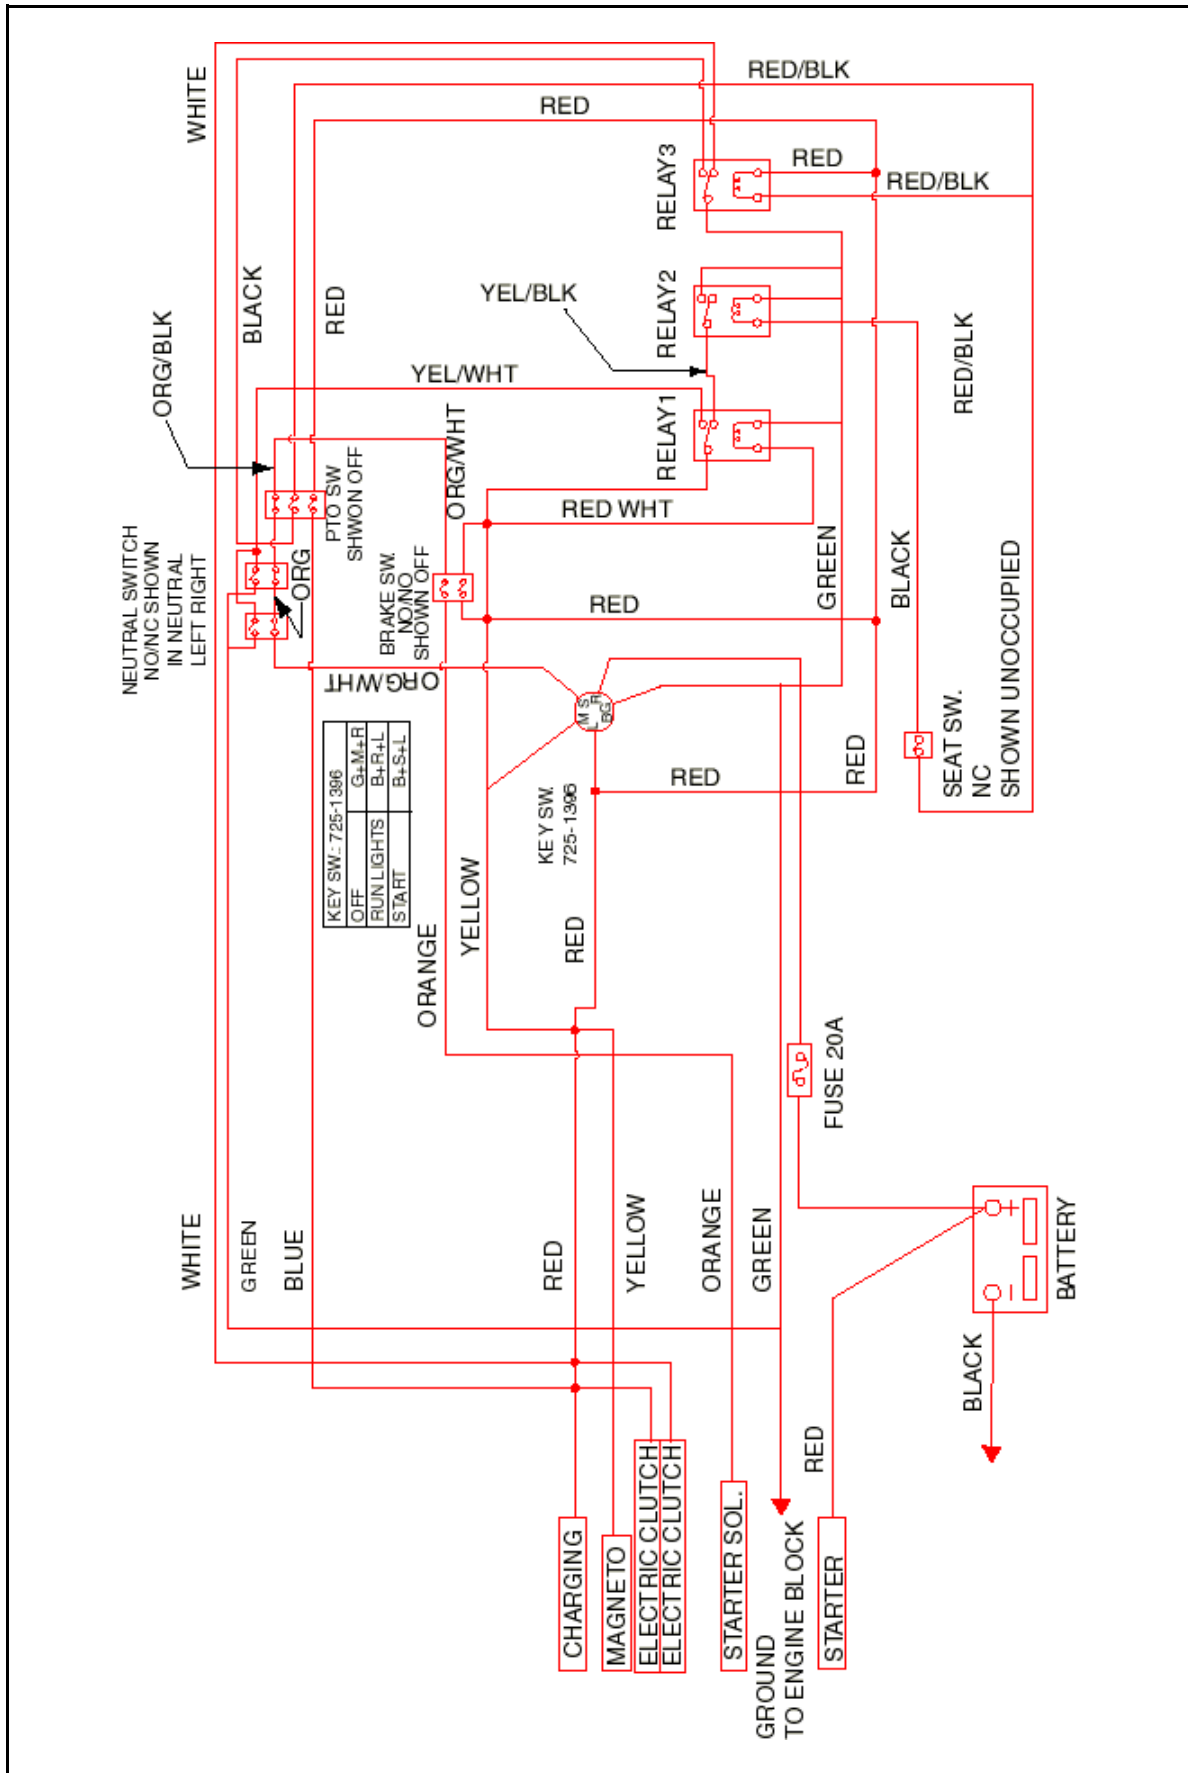 WHITE
RED/BLK
RED
RELAY3
RED
RED/BLK
BLACK
RED
YEL/BLK
RELAY2
ORG/BLK
YEL/WHT
RED/BLK
ORG/WHT
RELAY1
PTO SW
SHWON OFF
RED WHT
GREEN
BLACK
NEUTRAL SWITCH
NO/NC SHOWN
IN NEUTRAL
LEFT RIGHT
ORG
BRAKE SW.
NO/NO
SHOWN OFF
RED
ORG/WHT
M S
R
L
B G
KEY SW.: 725-1396
OFF G+M+R
RUN LIGHTS B+R+L
START B+S+L
KEY SW.
725-1396
RED
RED
SEAT SW.
NC
SHOWN UNOCCUPIED
ORANGE
YELLOW
RED
FUSE 20A
WHITE
GREEN
BLUE
RED
YELLOW
ORANGE
GREEN
BATTERY
+
−
BLACK
RED
CHARGING
MAGNETO
ELECTRIC CLUTCH
ELECTRIC CLUTCH
STARTER SOL.
GROUND
TO ENGINE BLOCK
STARTER